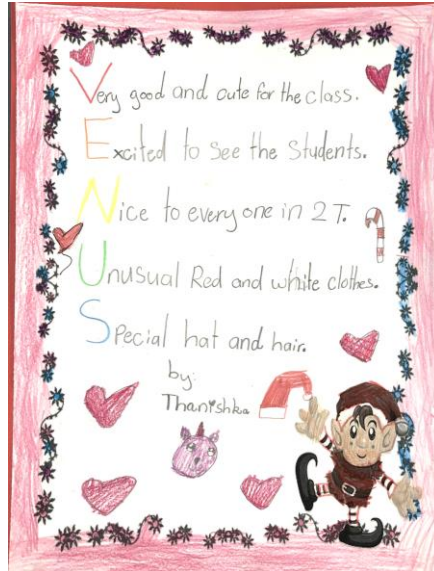 Very good and cute for the class.
Excited to see the Students.
Nice to every one in 2 T.
Unusual Red and white clothes.
Special hat and hair.
by:
Thanishka